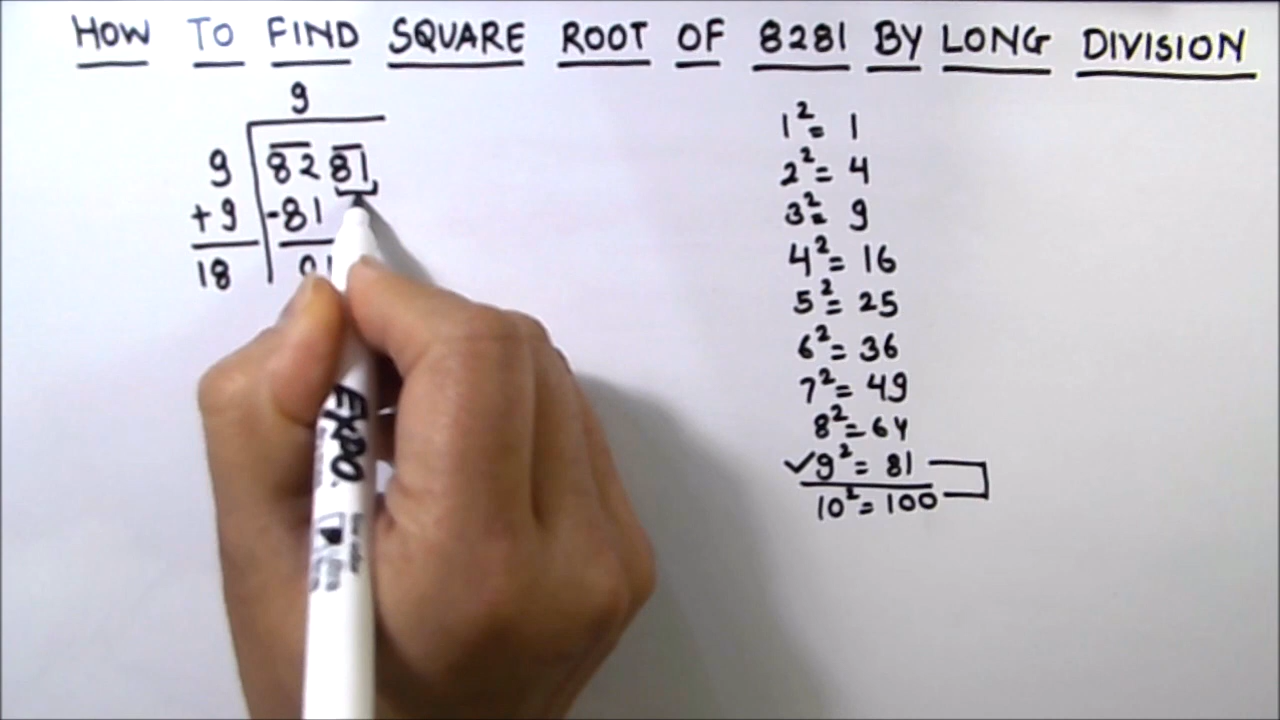 HOW TO FIND SQUARE ROOT OF 8281 BY LONG DIVISION
9
9 82 81
+9 -81
18 01
1² = 1
2² = 4
3² = 9
4² = 16
5² = 25
6² = 36
7² = 49
8² = 64
✓9² = 81
10² = 100
EXPO